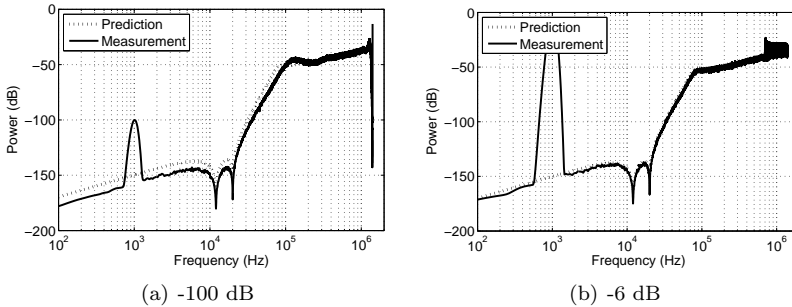 Prediction
Measurement
0
−50
−100
−150
−200
Power (dB)
10^2
10^3
10^4
10^5
10^6
Frequency (Hz)
(a) -100 dB
Prediction
Measurement
0
−50
−100
−150
−200
Power (dB)
10^2
10^3
10^4
10^5
10^6
Frequency (Hz)
(b) -6 dB